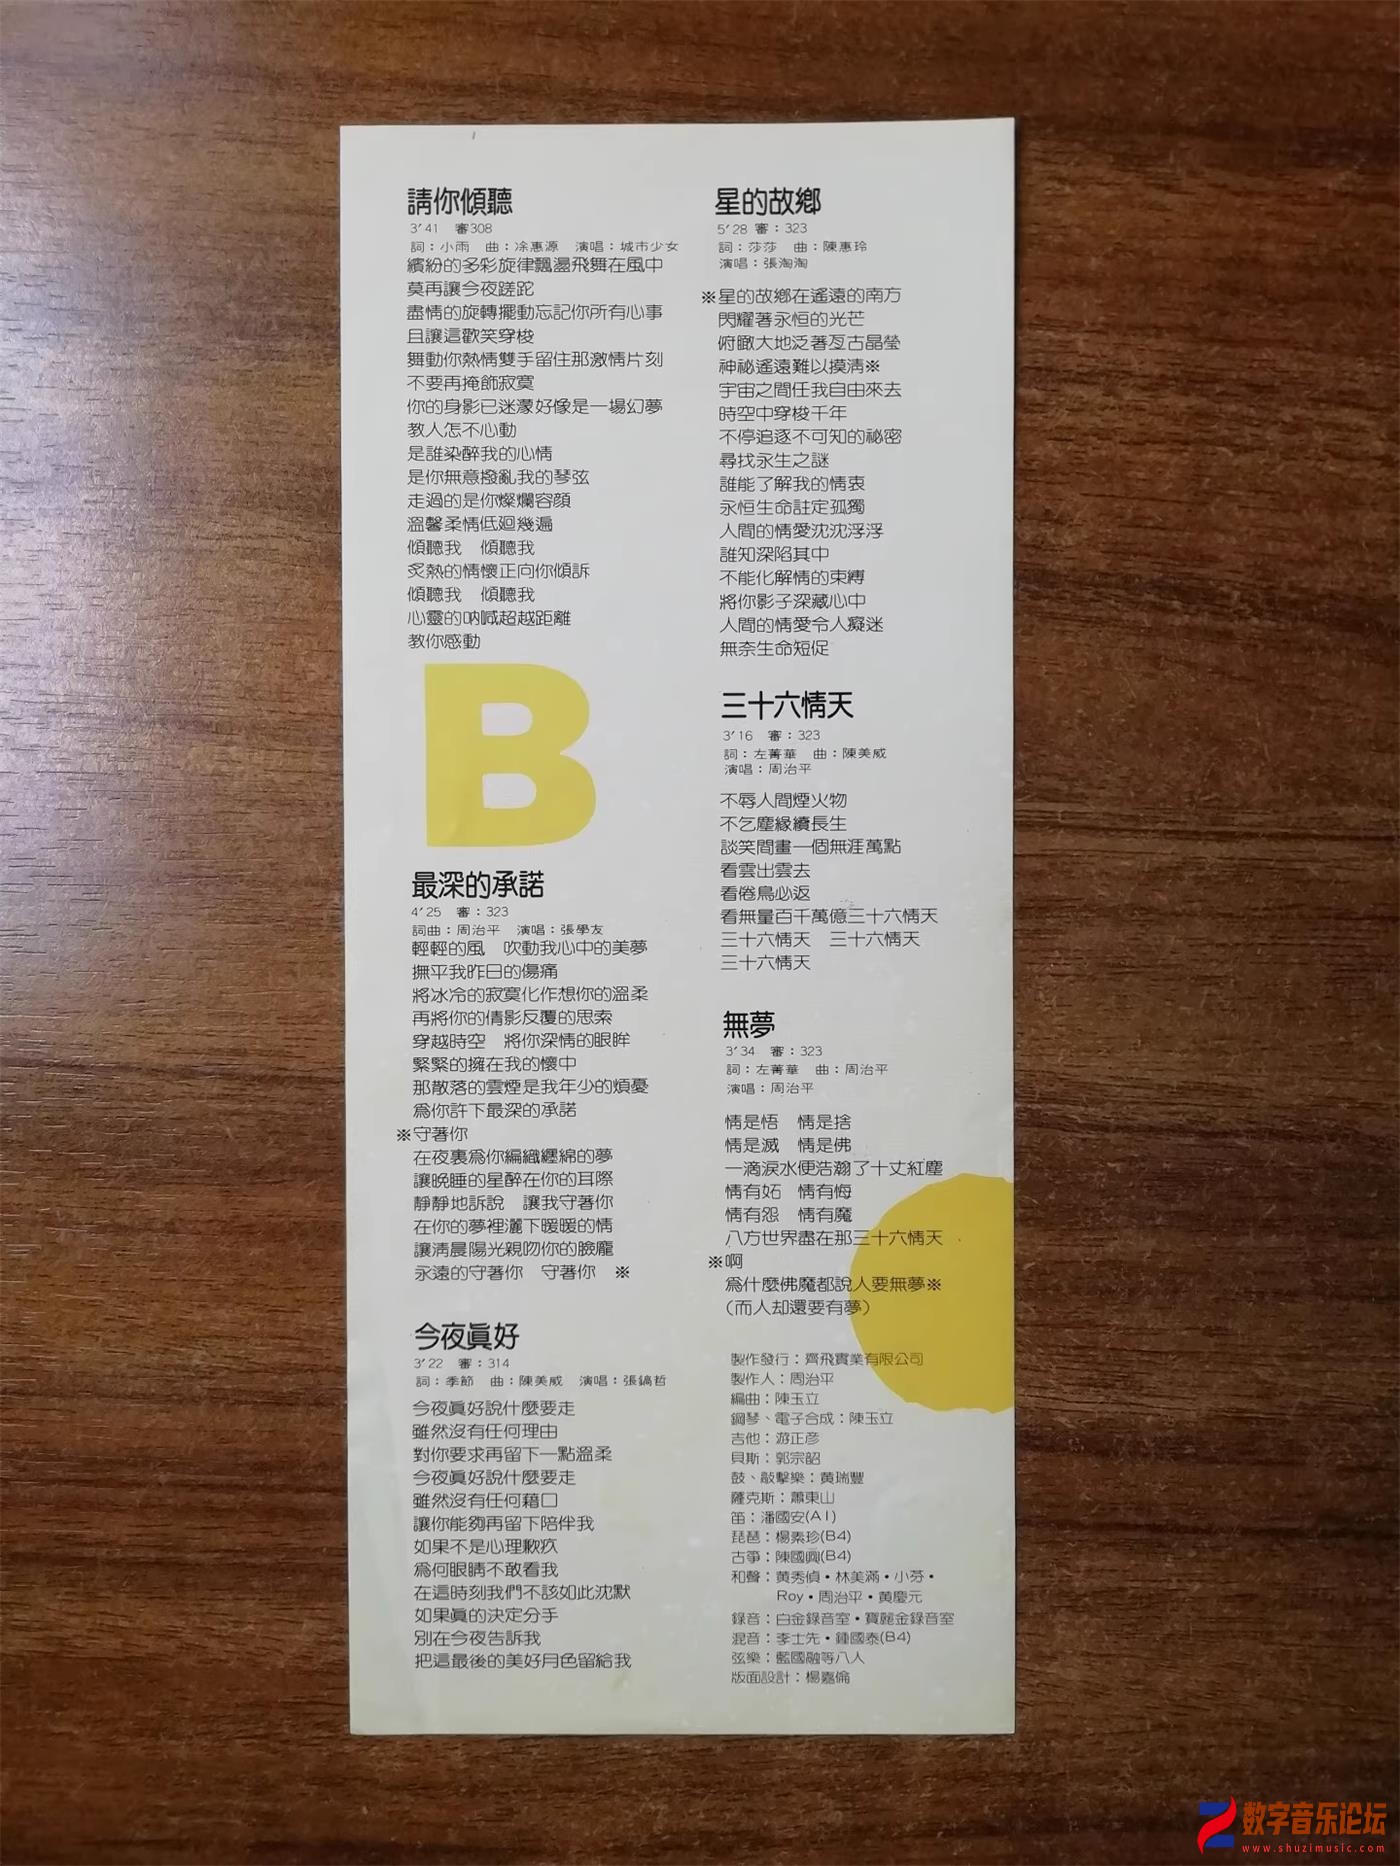 請你傾聽
3′41 審308
詞：小雨 曲：凃惠源 演唱：城市少女
繽紛的多彩旋律飄盪飛舞在風中
莫再讓今夜蹉跎
盡情的旋轉擺動忘記你所有心事
且讓這歡笑穿梭
舞動你熱情雙手留住那激情片刻
不要再掩飾寂寞
你的身影已迷濛好像是一場幻夢
教人怎不心動
是誰染醉我的心情
是你無意撥亂我的琴弦
走過的是你燦爛容顏
溫馨柔情低迴幾遍
傾聽我 傾聽我
炙熱的情懷正向你傾訴
傾聽我 傾聽我
心靈的吶喊超越距離
教你感動
B
最深的承諾
4′25 審：323
詞曲：周治平 演唱：張學友
輕輕的風 吹動我心中的美夢
撫平我昨日的傷痛
將冰冷的寂寞化作想你的溫柔
再將你的倩影反覆的思索
穿越時空 將你深情的眼眸
緊緊的擁在我的懷中
那散落的雲煙是我年少的煩憂
爲你許下最深的承諾
※守著你
在夜裏爲你編織纏綿的夢
讓晚睡的星醉在你的耳際
靜靜地訴說 讓我守著你
在你的夢裡灑下暖暖的情
讓清晨陽光親吻你的臉龐
永遠的守著你 守著你 ※
今夜眞好
3′22 審：314
詞：季節 曲：陳美威 演唱：張鎬哲
今夜眞好說什麼要走
雖然沒有任何理由
對你要求再留下一點溫柔
今夜眞好說什麼要走
雖然沒有任何藉口
讓你能夠再留下陪伴我
如果不是心理歉疚
爲何眼睛不敢看我
在這時刻我們不該如此沈默
如果眞的決定分手
別在今夜告訴我
把這最後的美好月色留給我
星的故鄉
5′28 審：323
詞：莎莎 曲：陳惠玲
演唱：張淘淘
※星的故鄉在遙遠的南方
閃耀著永恒的光芒
俯瞰大地泛著亙古晶瑩
神祕遙遠難以摸淸※
宇宙之間任我自由來去
時空中穿梭千年
不停追逐不可知的祕密
尋找永生之謎
誰能了解我的情衷
永恒生命註定孤獨
人間的情愛沈沈浮浮
誰知深陷其中
不能化解情的束縛
將你影子深藏心中
人間的情愛令人癡迷
無奈生命短促
三十六情天
3′16 審：323
詞：左菁華 曲：陳美威
演唱：周治平
不辱人間煙火物
不乞塵緣續長生
談笑間畫一個無涯萬點
看雲出雲去
看倦鳥必返
看無量百千萬億三十六情天
三十六情天 三十六情天
三十六情天
無夢
3′34 審：323
詞：左菁華 曲：周治平
演唱：周治平
情是悟 情是捨
情是滅 情是佛
一滴淚水便浩瀚了十丈紅塵
情有妬 情有悔
情有怨 情有魔
八方世界盡在那三十六情天
※啊
爲什麼佛魔都說人要無夢※
（而人却還要有夢）
製作發行：齊飛實業有限公司
製作人：周治平
編曲：陳玉立
鋼琴、電子合成：陳玉立
吉他：游正彥
貝斯：郭宗韶
鼓、敲擊樂：黃瑞豐
薩克斯：蕭東山
笛：潘國安(A1)
琵琶：楊素珍(B4)
古箏：陳國興(B4)
和聲：黃秀偵・林美滿・小芬・
Roy・周治平・黃慶元
錄音：白金錄音室・寶麗金錄音室
混音：李士先・鍾國泰(B4)
弦樂：藍國融等八人
版面設計：楊嘉倫
数字音乐论坛
www.shuzimusic.com